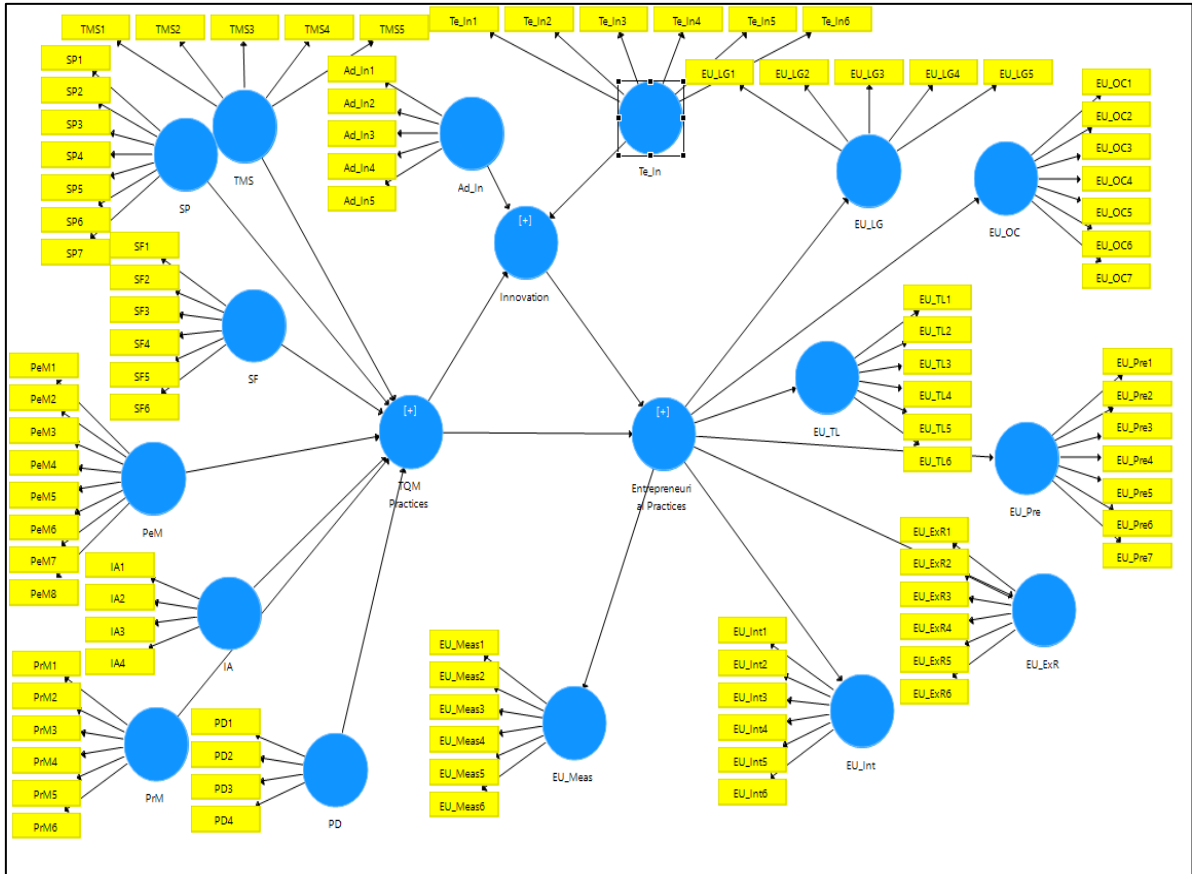 TMS1
TMS2
TMS3
TMS4
TMS5
Te_In1
Te_In2
Te_In3
Te_In4
Te_In5
Te_In6
SP1
SP2
SP3
SP4
SP5
SP6
SP7
SP
TMS
Ad_In1
Ad_In2
Ad_In3
Ad_In4
Ad_In5
Ad_In
Te_In
EU_LG1
EU_LG2
EU_LG3
EU_LG4
EU_LG5
EU_LG
EU_OC1
EU_OC2
EU_OC3
EU_OC4
EU_OC5
EU_OC6
EU_OC7
EU_OC
[+]
Innovation
SF1
SF2
SF3
SF4
SF5
SF6
SF
EU_TL1
EU_TL2
EU_TL3
EU_TL4
EU_TL5
EU_TL6
EU_TL
PeM1
PeM2
PeM3
PeM4
PeM5
PeM6
PeM7
PeM8
PeM
[+]
TQM
Practices
[+]
Entrepreneuri
al Practices
EU_Pre1
EU_Pre2
EU_Pre3
EU_Pre4
EU_Pre5
EU_Pre6
EU_Pre7
EU_Pre
IA1
IA2
IA3
IA4
IA
EU_ExR1
EU_ExR2
EU_ExR3
EU_ExR4
EU_ExR5
EU_ExR6
EU_ExR
PrM1
PrM2
PrM3
PrM4
PrM5
PrM6
PrM
PD1
PD2
PD3
PD4
PD
EU_Meas1
EU_Meas2
EU_Meas3
EU_Meas4
EU_Meas5
EU_Meas6
EU_Meas
EU_Int1
EU_Int2
EU_Int3
EU_Int4
EU_Int5
EU_Int6
EU_Int